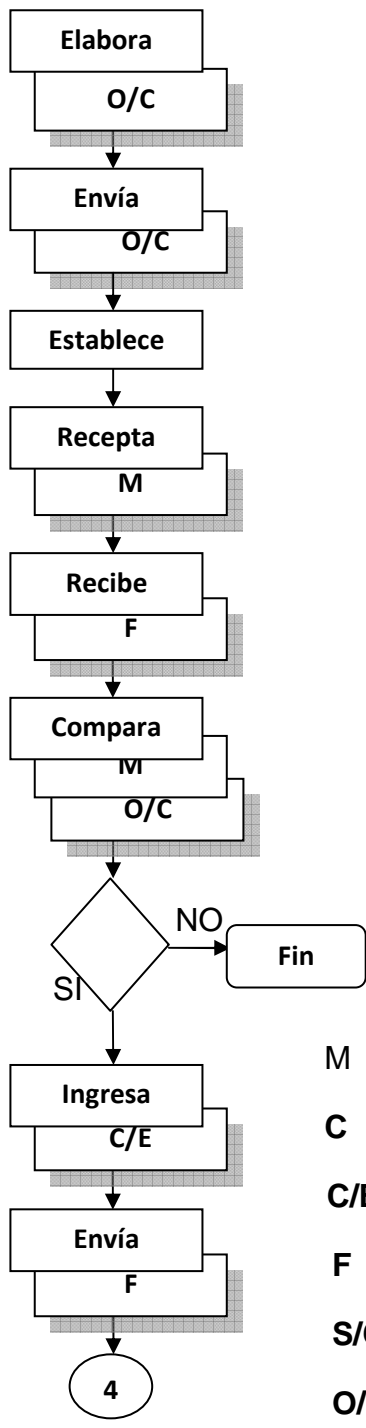 Elabora
O/C
Envía
O/C
Establece
Recepta
M
Recibe
F
Compara
M
O/C
NO
Fin
SI
Ingresa
C/E
Envía
F
4
M
C
C/E
F
S/
O/